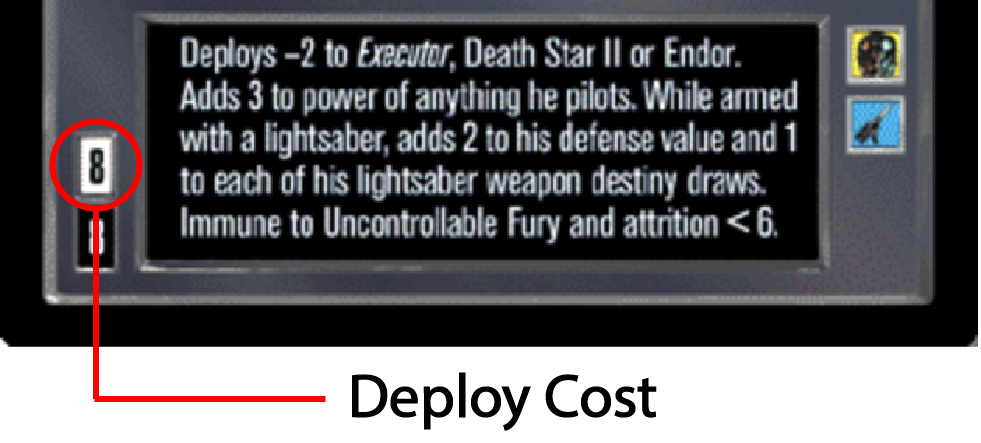 Deploys –2 to Executor, Death Star II or Endor.
Adds 3 to power of anything he pilots. While armed
with a lightsaber, adds 2 to his defense value and 1
8
to each of his lightsaber weapon destiny draws.
Immune to Uncontrollable Fury and attrition < 6.
8
Deploy Cost